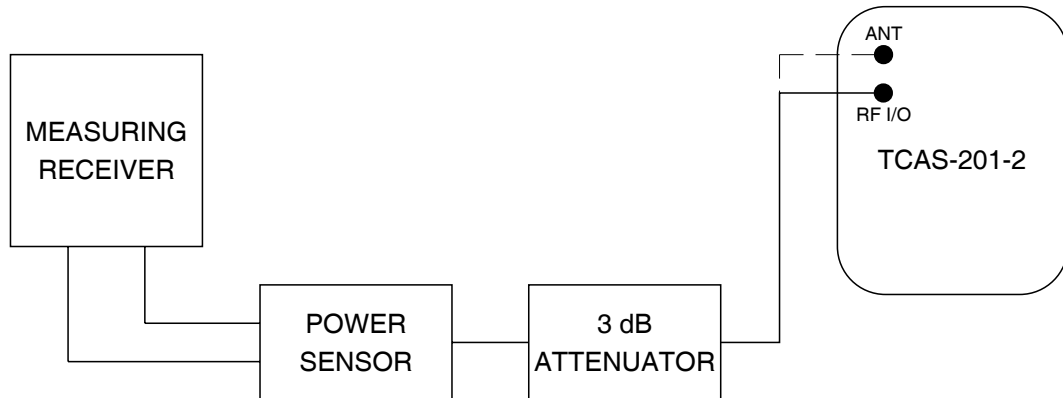 ANT
RF I/O
TCAS-201-2
MEASURING
RECEIVER
POWER
SENSOR
3 dB
ATTENUATOR